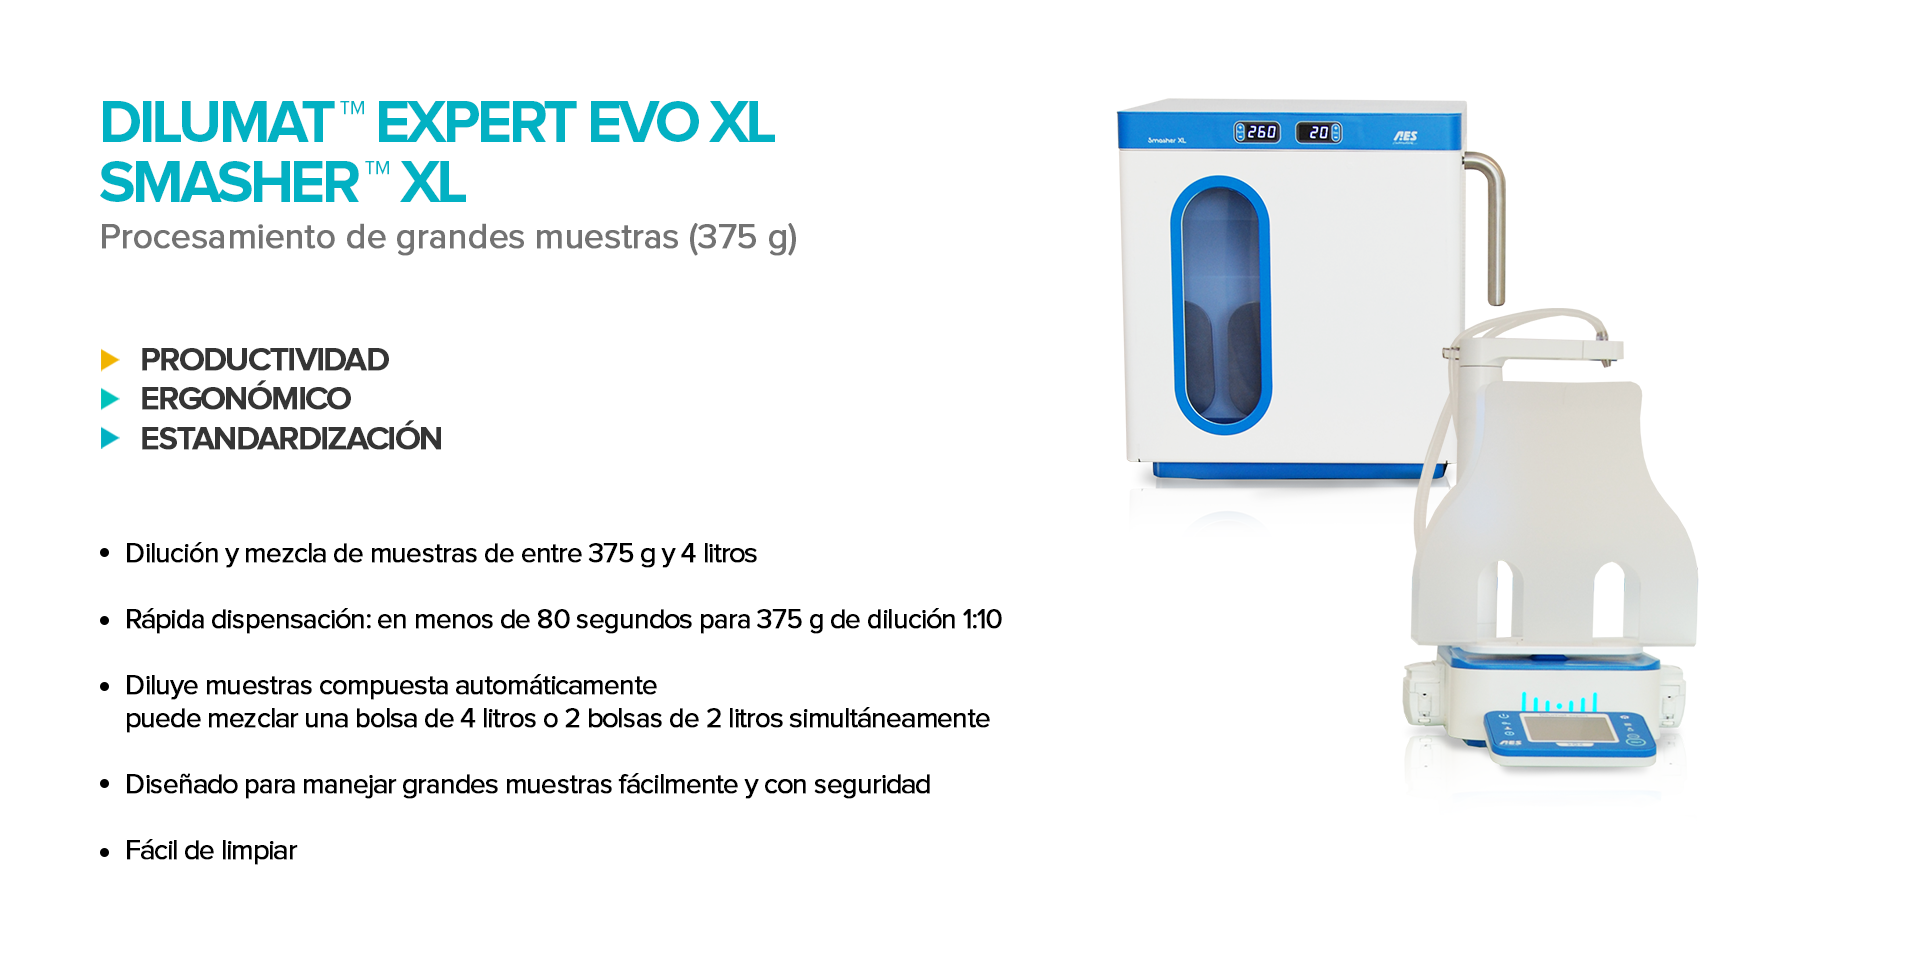 DILUMAT™ EXPERT EVO XL
SMASHER™ XL
Procesamiento de grandes muestras (375 g)
PRODUCTIVIDAD
ERGONÓMICO
ESTANDARDIZACIÓN
• Dilución y mezcla de muestras de entre 375 g y 4 litros
• Rápida dispensación: en menos de 80 segundos para 375 g de dilución 1:10
• Diluye muestras compuesta automáticamente
puede mezclar una bolsa de 4 litros o 2 bolsas de 2 litros simultáneamente
• Diseñado para manejar grandes muestras fácilmente y con seguridad
• Fácil de limpiar
Smasher XL
260
20
AES
AES